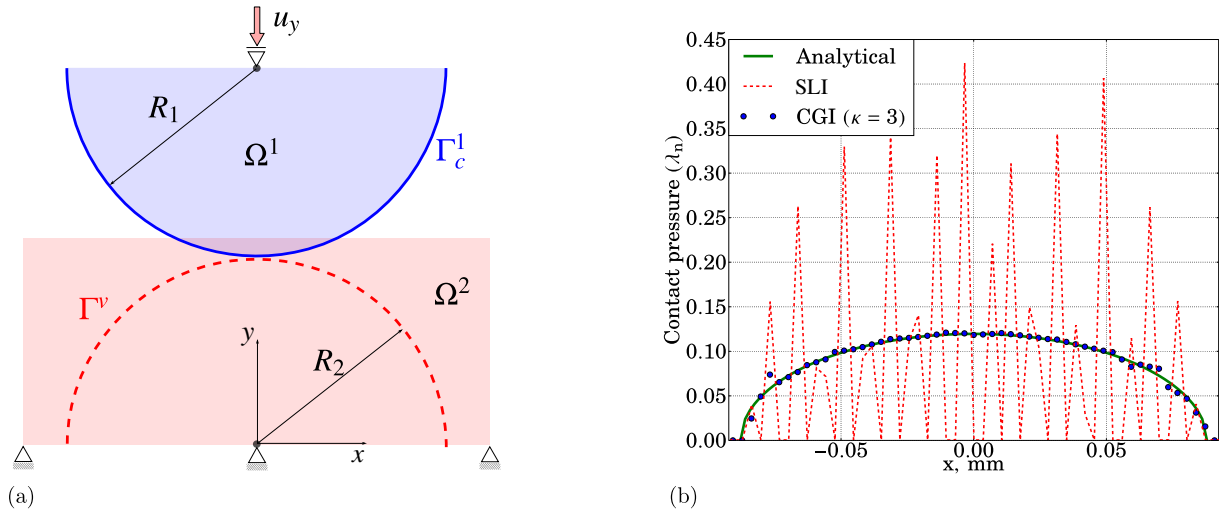 u_y
R_1
Ω^1
Γ_c^1
Γ^v
Ω^2
y
R_2
x
(a)
0.45
0.40
0.35
0.30
0.25
0.20
0.15
0.10
0.05
0.00
Contact pressure (λ_n)
Analytical
SLI
CGI (κ = 3)
−0.05
0.00
0.05
x, mm
(b)